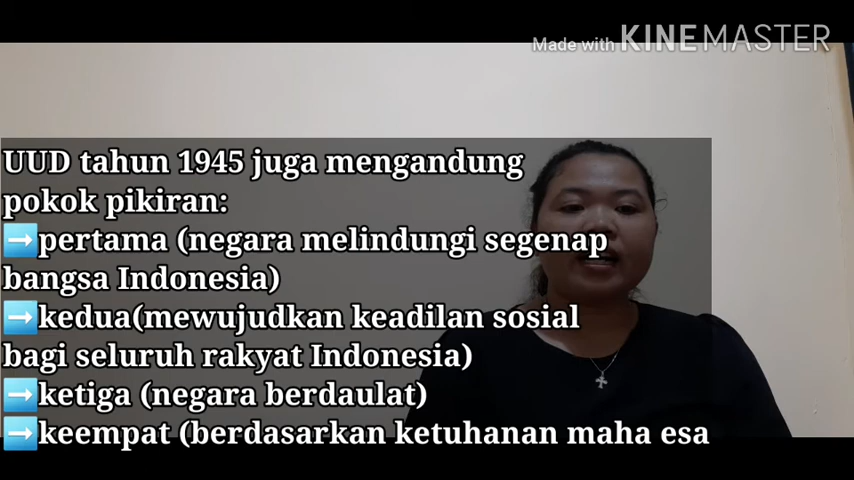 Made with KINEMASTER
UUD tahun 1945 juga mengandung
pokok pikiran:
➡️pertama (negara melindungi segenap
bangsa Indonesia)
➡️kedua(mewujudkan keadilan sosial
bagi seluruh rakyat Indonesia)
➡️ketiga (negara berdaulat)
➡️keempat (berdasarkan ketuhanan maha esa